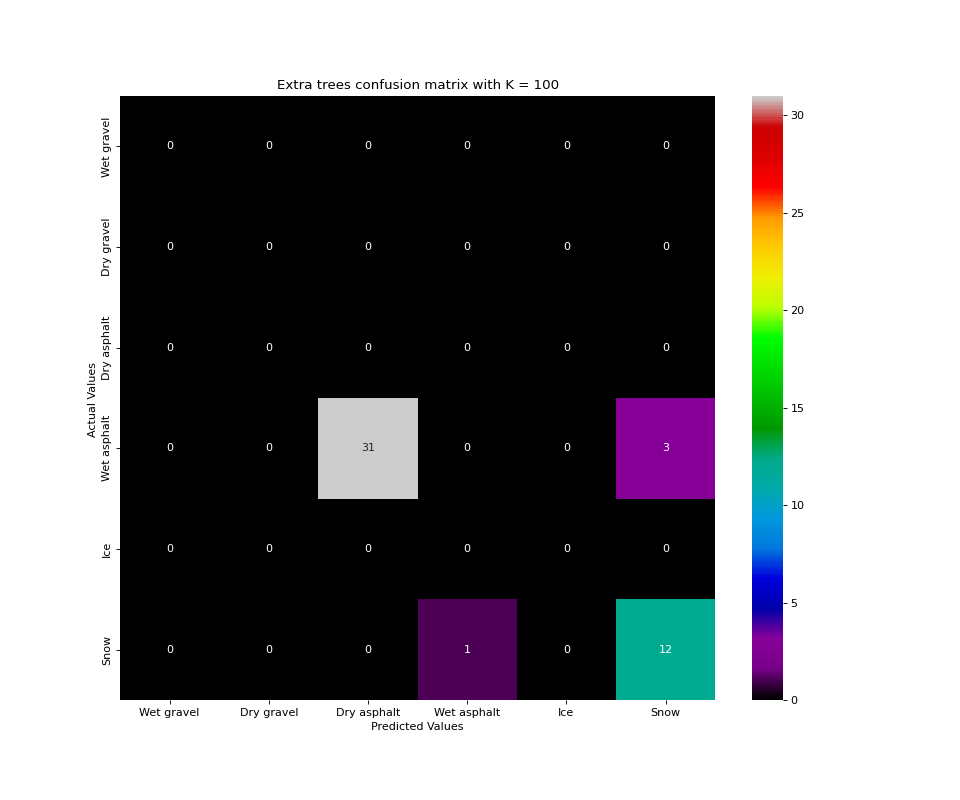 Extra trees confusion matrix with K = 100
Actual Values
Wet gravel 0 0 0 0 0 0
Dry gravel 0 0 0 0 0 0
Dry asphalt 0 0 0 0 0 0
Wet asphalt 0 0 31 0 0 3
Ice 0 0 0 0 0 0
Snow 0 0 0 1 0 12
Wet gravel Dry gravel Dry asphalt Wet asphalt Ice Snow
Predicted Values
30
25
20
15
10
5
0